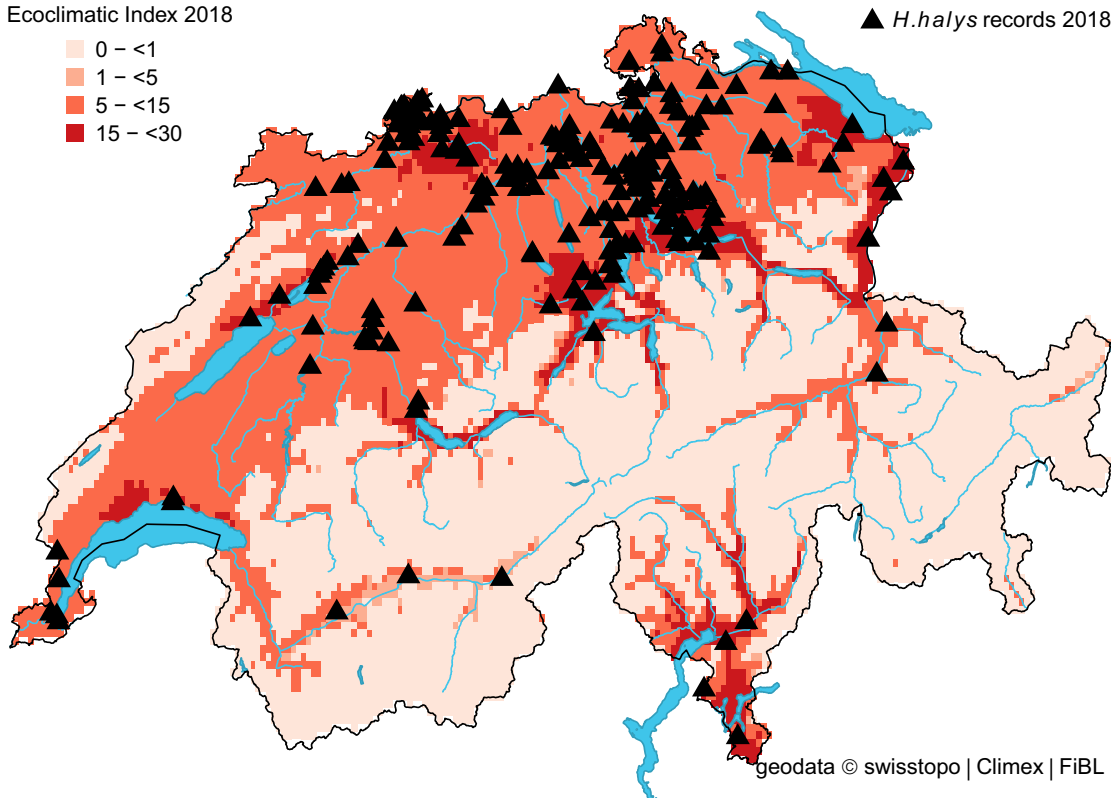 Ecoclimatic Index 2018
0 – <1
1 – <5
5 – <15
15 – <30
H.halys records 2018
geodata © swisstopo | Climex | FiBL